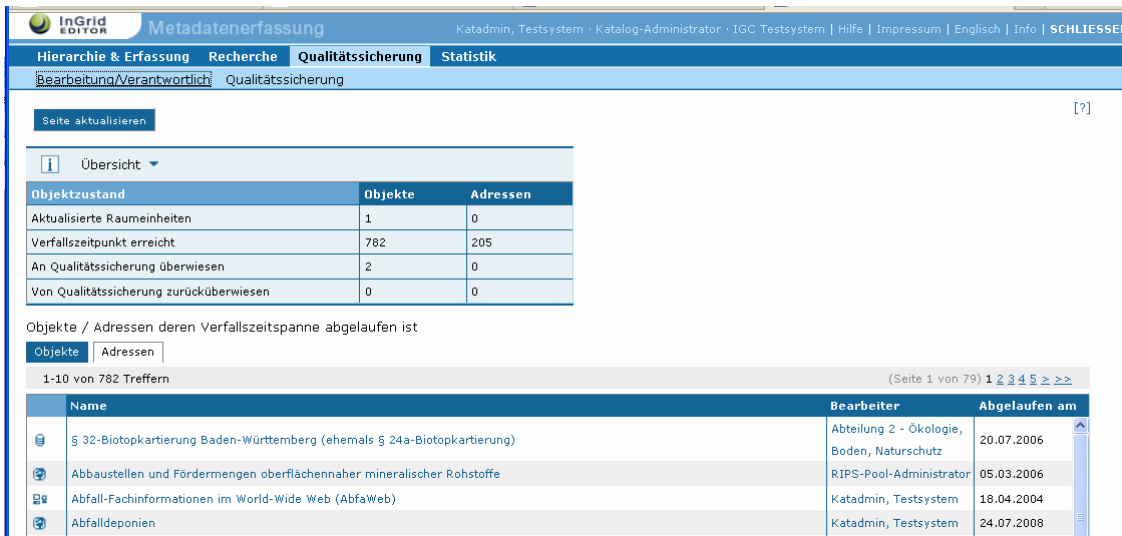 InGrid
EDITOR
Metadatenerfassung
Katadmin, Testsystem · Katalog-Administrator · IGC Testsystem | Hilfe | Impressum | Englisch | Info | SCHLIESSE
Hierarchie & Erfassung Recherche Qualitätssicherung Statistik
Bearbeitung/Verantwortlich Qualitätssicherung
[?]
Seite aktualisieren
i Übersicht
Objektzustand Objekte Adressen
Aktualisierte Raumeinheiten 1 0
Verfallszeitpunkt erreicht 782 205
An Qualitätssicherung überwiesen 2 0
Von Qualitätssicherung zurücküberwiesen 0 0
Objekte / Adressen deren Verfallszeitspanne abgelaufen ist
Objekte Adressen
1-10 von 782 Treffern (Seite 1 von 79) 1 2 3 4 5 > >>
Name Bearbeiter Abgelaufen am
§ 32-Biotopkartierung Baden-Württemberg (ehemals § 24a-Biotopkartierung) Abteilung 2 - Ökologie, Boden, Naturschutz 20.07.2006
Abbaustellen und Fördermengen oberflächennaher mineralischer Rohstoffe RIPS-Pool-Administrator 05.03.2006
Abfall-Fachinformationen im World-Wide Web (AbfaWeb) Katadmin, Testsystem 18.04.2004
Abfalldeponien Katadmin, Testsystem 24.07.2008